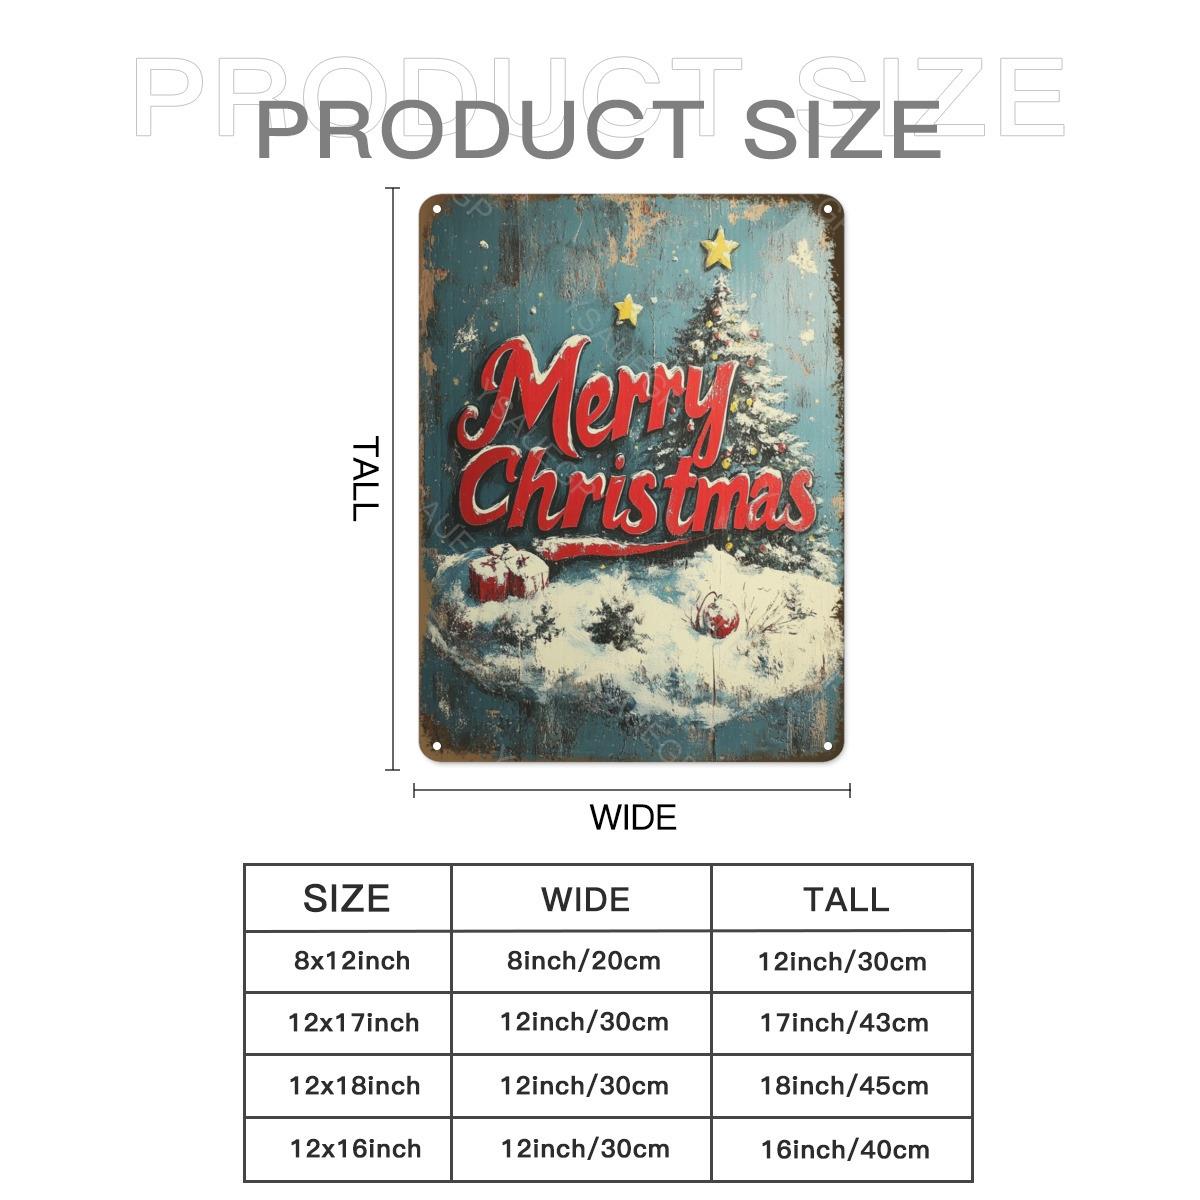 PRODUCT SIZE
PRODUCT SIZE
TALL
Merry
Christmas
WIDE
SIZE WIDE TALL
8x12inch 8inch/20cm 12inch/30cm
12x17inch 12inch/30cm 17inch/43cm
12x18inch 12inch/30cm 18inch/45cm
12x16inch 12inch/30cm 16inch/40cm